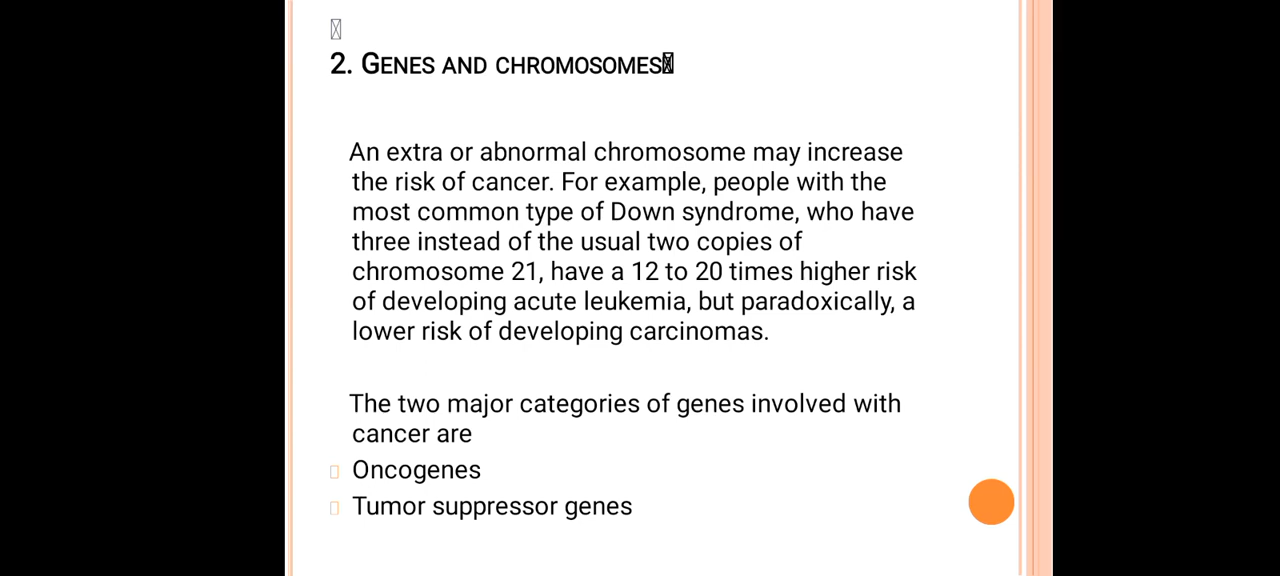 2. GENES AND CHROMOSOMES
An extra or abnormal chromosome may increase
the risk of cancer. For example, people with the
most common type of Down syndrome, who have
three instead of the usual two copies of
chromosome 21, have a 12 to 20 times higher risk
of developing acute leukemia, but paradoxically, a
lower risk of developing carcinomas.
The two major categories of genes involved with
cancer are
Oncogenes
Tumor suppressor genes